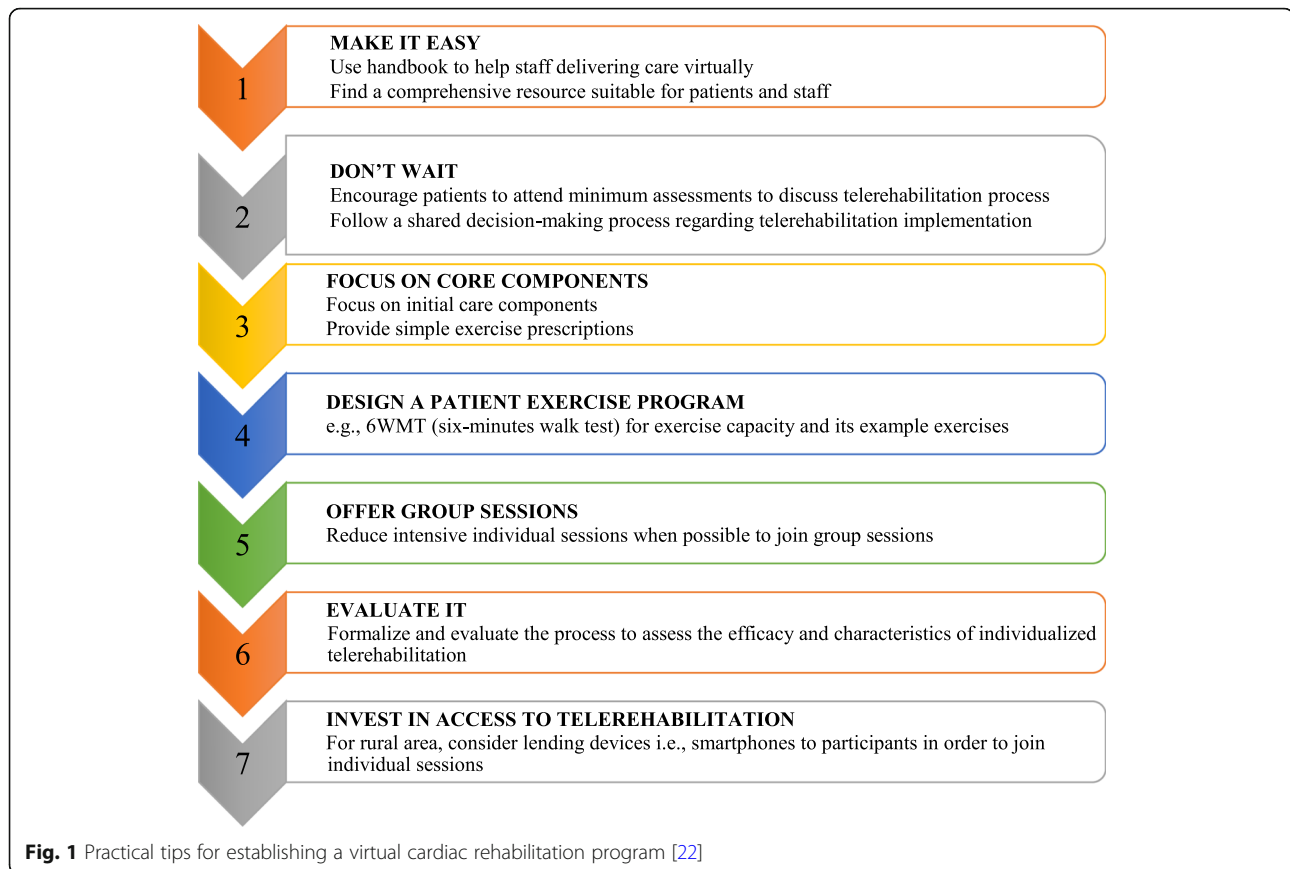 1
MAKE IT EASY
Use handbook to help staff delivering care virtually
Find a comprehensive resource suitable for patients and staff
2
DON’T WAIT
Encourage patients to attend minimum assessments to discuss telerehabilitation process
Follow a shared decision-making process regarding telerehabilitation implementation
3
FOCUS ON CORE COMPONENTS
Focus on initial care components
Provide simple exercise prescriptions
4
DESIGN A PATIENT EXERCISE PROGRAM
e.g., 6WMT (six-minutes walk test) for exercise capacity and its example exercises
5
OFFER GROUP SESSIONS
Reduce intensive individual sessions when possible to join group sessions
6
EVALUATE IT
Formalize and evaluate the process to assess the efficacy and characteristics of individualized
telerehabilitation
7
INVEST IN ACCESS TO TELEREHABILITATION
For rural area, consider lending devices i.e., smartphones to participants in order to join
individual sessions
Fig. 1 Practical tips for establishing a virtual cardiac rehabilitation program [22]